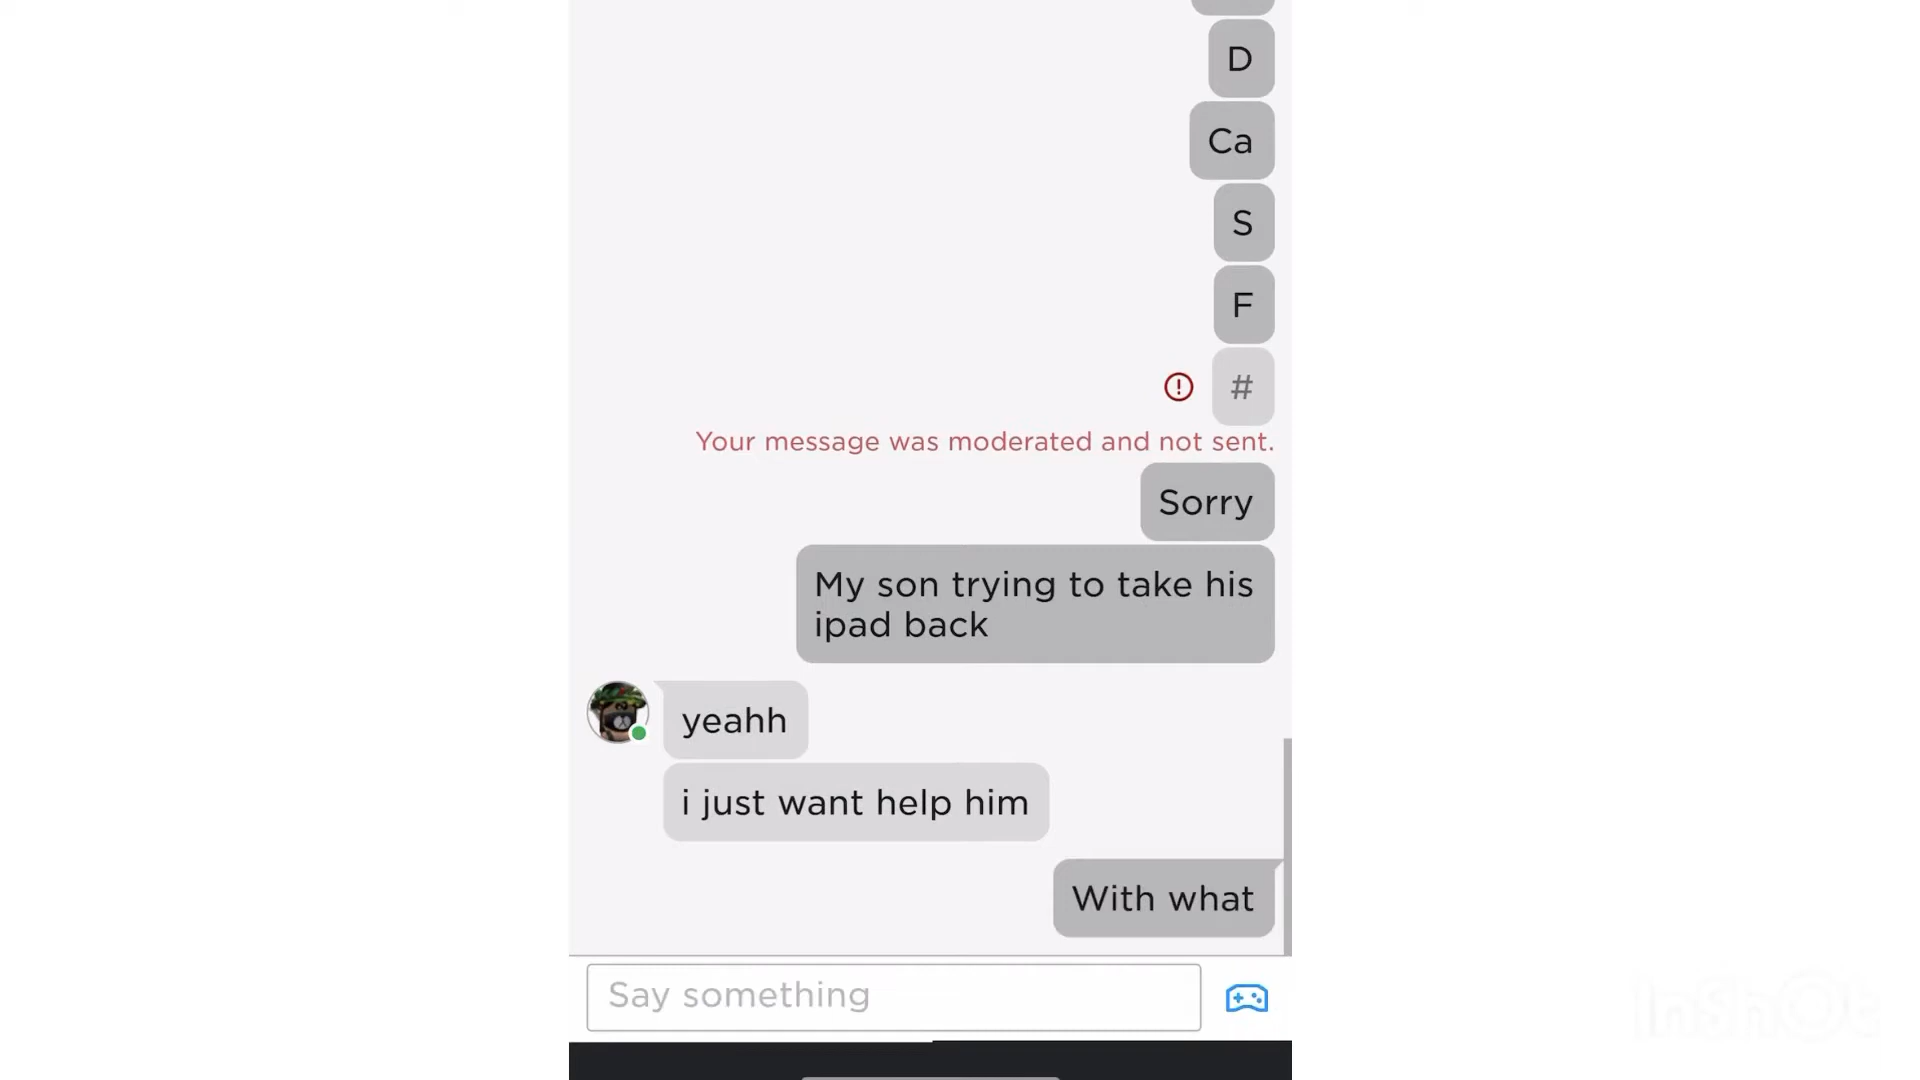 D
Ca
S
F
#
Your message was moderated and not sent.
Sorry
My son trying to take his
ipad back
yeahh
i just want help him
With what
Say something
InShOt